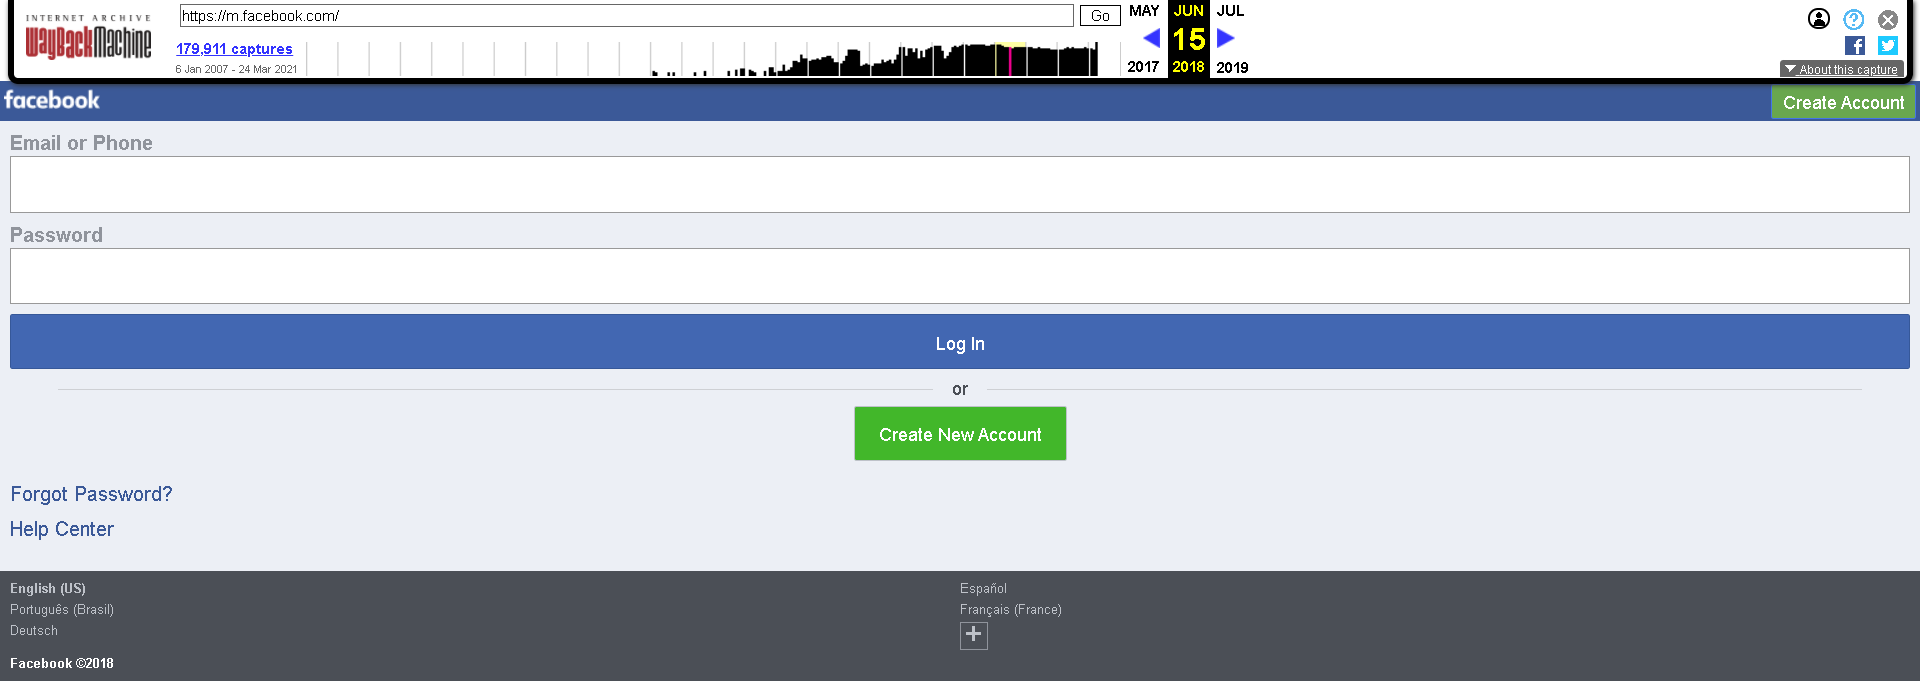 INTERNET ARCHIVE
WayBackMachine
https://m.facebook.com/
Go
179,911 captures
6 Jan 2007 - 24 Mar 2021
MAY JUN JUL
15
2017 2018 2019
About this capture
facebook
Create Account
Email or Phone
Password
Log In
or
Create New Account
Forgot Password?
Help Center
English (US)
Português (Brasil)
Deutsch
Español
Français (France)
Facebook ©2018